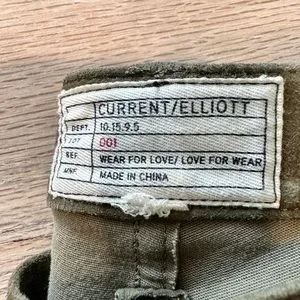 CURRENT/ELLIOTT
DEPT. 10.15.9.5
LOT 001
REF. WEAR FOR LOVE/ LOVE FOR WEAR
MNF. MADE IN CHINA